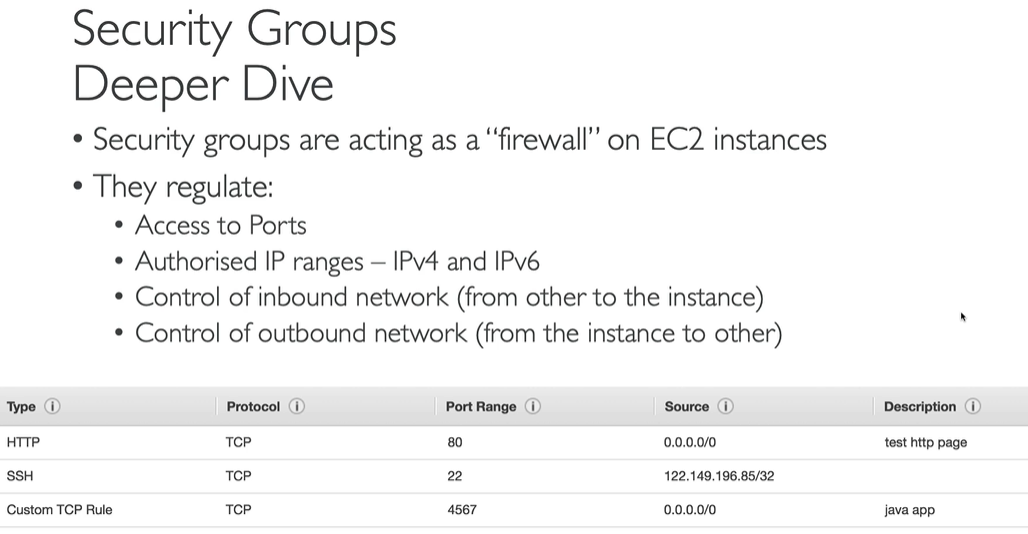 Security Groups
Deeper Dive
• Security groups are acting as a “firewall” on EC2 instances
• They regulate:
• Access to Ports
• Authorised IP ranges – IPv4 and IPv6
• Control of inbound network (from other to the instance)
• Control of outbound network (from the instance to other)
Type i Protocol i Port Range i Source i Description i
HTTP TCP 80 0.0.0.0/0 test http page
SSH TCP 22 122.149.196.85/32
Custom TCP Rule TCP 4567 0.0.0.0/0 java app